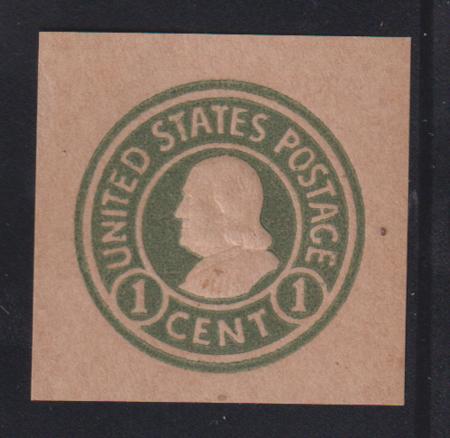 UNITED STATES POSTAGE
1 CENT 1